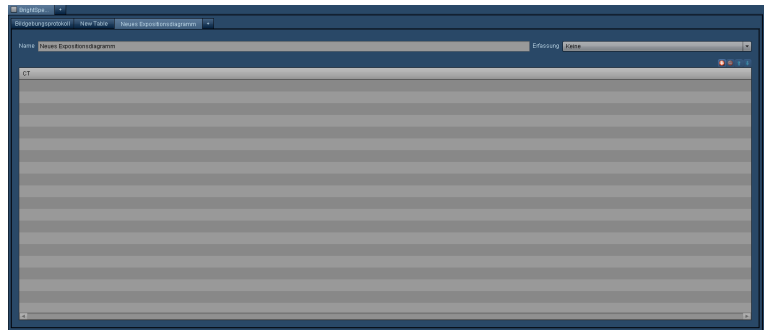 BrightSpe...
Bildgebungsprotokoll New Table Neues Expositionsdiagramm
Name Neues Expositionsdiagramm Erfassung Keine
CT